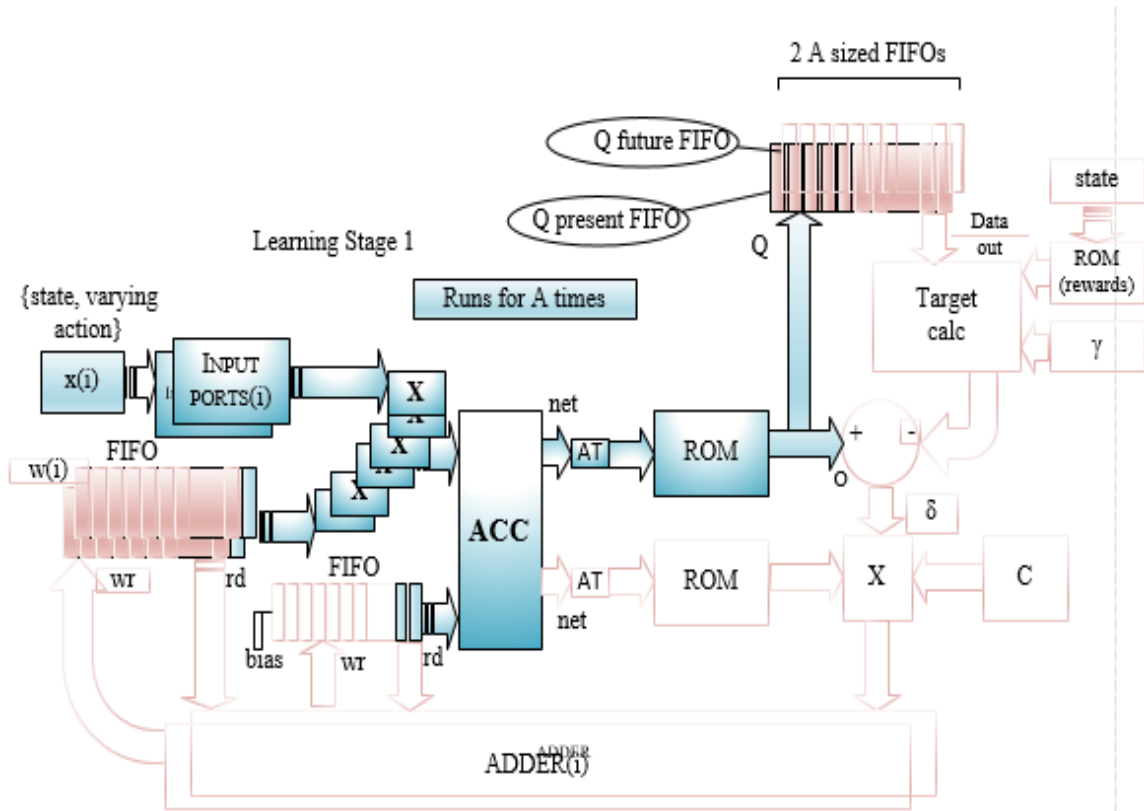 2 A sized FIFOs
Q future FIFO
state
Q present FIFO
Learning Stage 1
Q
Data
out
ROM
(rewards)
{state, varying
action}
Runs for A times
Target
calc
γ
x(i)
INPUT
PORTS(i)
X
X
X
X
X
net
AT
ROM
+
-
o
FIFO
w(i)
ACC
δ
wr
rd
FIFO
AT
ROM
X
C
net
bias
wr
rd
ADDER
ADDER(i)